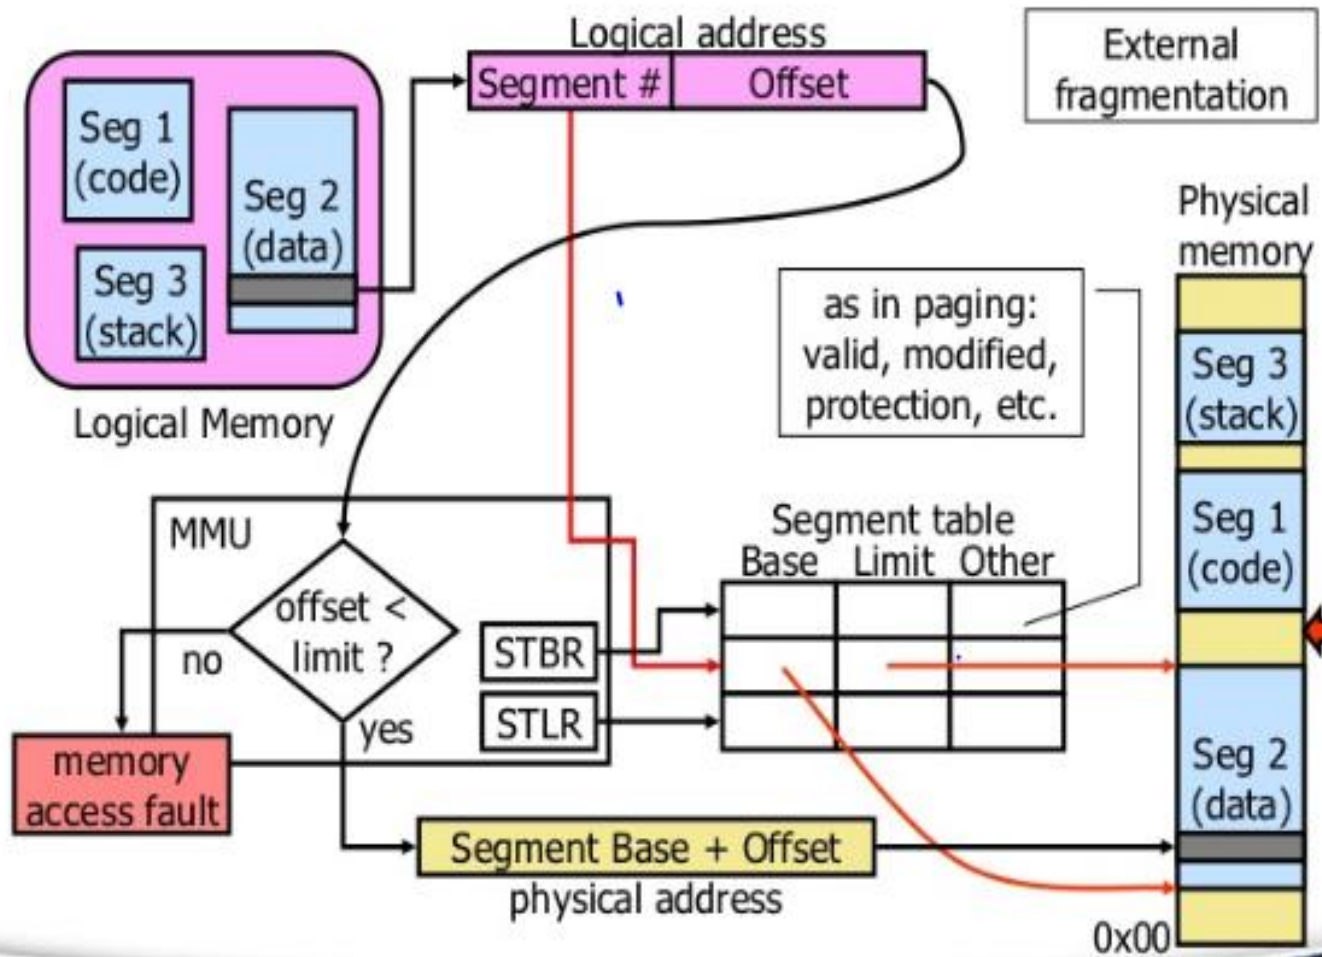 Logical address
Segment #
Offset
External
fragmentation
Seg 1
(code)
Seg 2
(data)
Seg 3
(stack)
Logical Memory
as in paging:
valid, modified,
protection, etc.
Physical
memory
Seg 3
(stack)
Seg 1
(code)
Seg 2
(data)
0x00
MMU
offset <
limit ?
no
yes
STBR
STLR
Segment table
Base
Limit
Other
memory
access fault
Segment Base + Offset
physical address